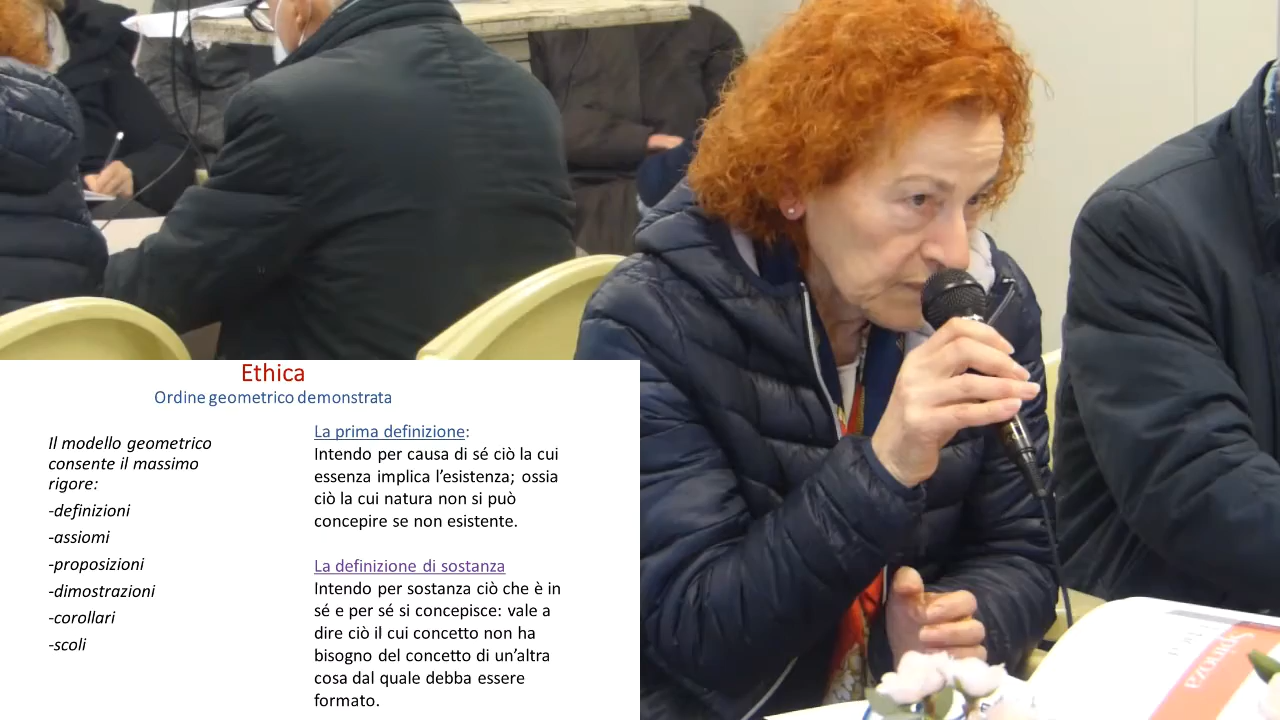 Ethica
Ordine geometrico demonstrata
Il modello geometrico
consente il massimo
rigore:
-definizioni
-assiomi
-proposizioni
-dimostrazioni
-corollari
-scoli
La prima definizione:
Intendo per causa di sé ciò la cui
essenza implica l’esistenza; ossia
ciò la cui natura non si può
concepire se non esistente.
La definizione di sostanza
Intendo per sostanza ciò che è in
sé e per sé si concepisce: vale a
dire ciò il cui concetto non ha
bisogno del concetto di un’altra
cosa dal quale debba essere
formato.
Spinoza
Etica